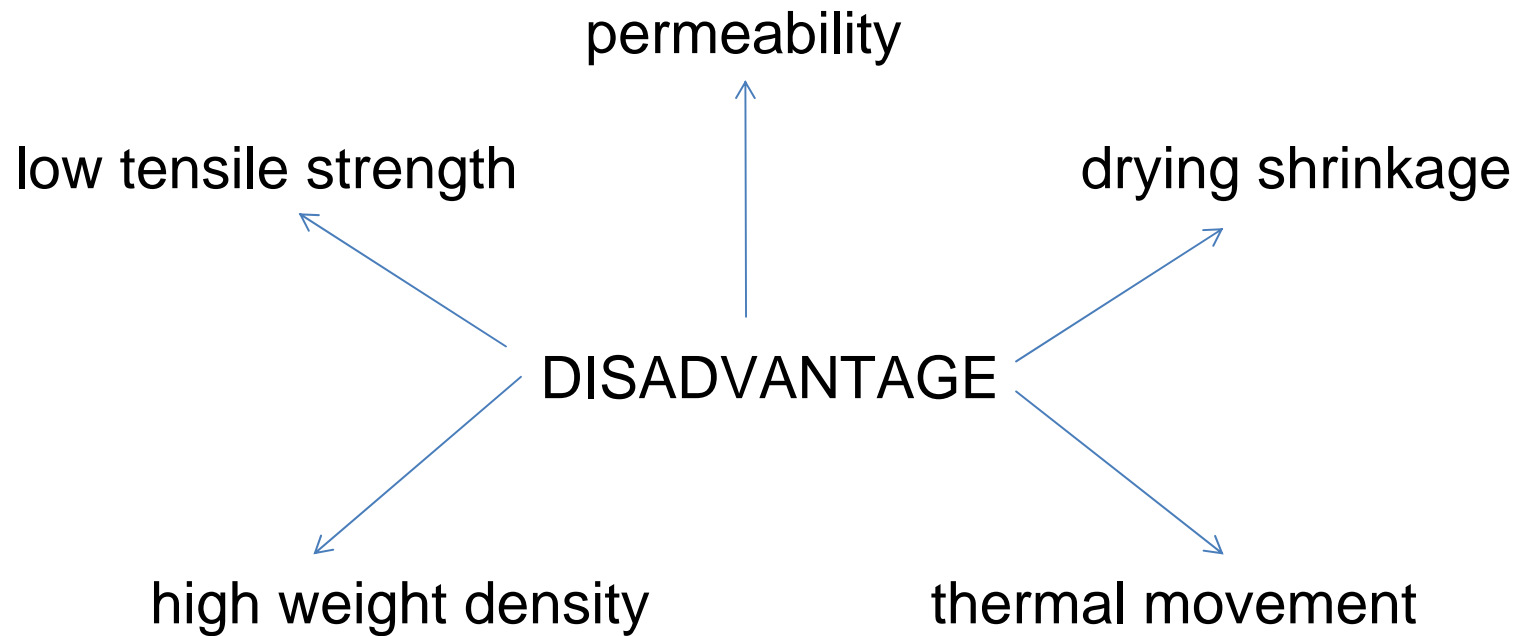 permeability
low tensile strength
drying shrinkage
DISADVANTAGE
high weight density
thermal movement